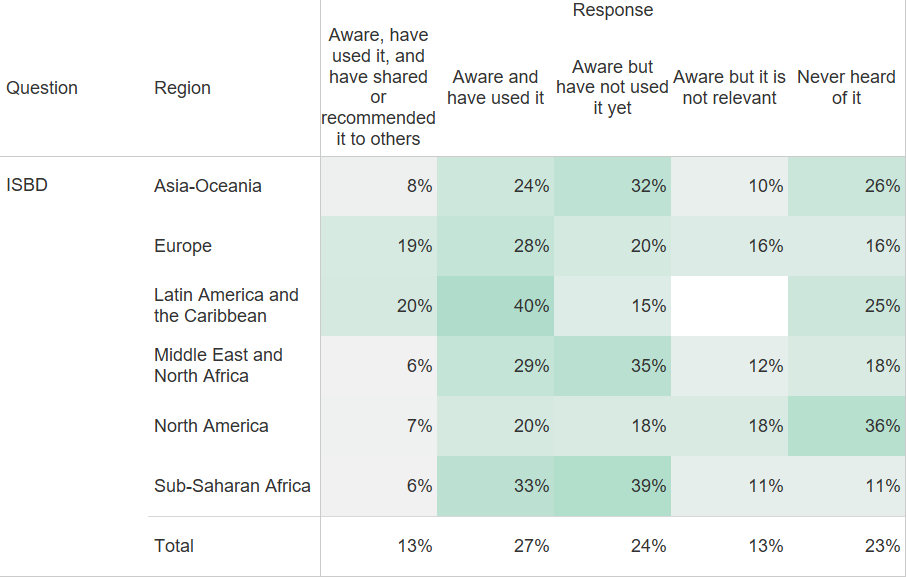 Response
Question Region Aware, have used it, and have shared or recommended it to others Aware and have used it Aware but have not used it yet Aware but it is not relevant Never heard of it
ISBD Asia-Oceania 8% 24% 32% 10% 26%
Europe 19% 28% 20% 16% 16%
Latin America and the Caribbean 20% 40% 15% 25%
Middle East and North Africa 6% 29% 35% 12% 18%
North America 7% 20% 18% 18% 36%
Sub-Saharan Africa 6% 33% 39% 11% 11%
Total 13% 27% 24% 13% 23%